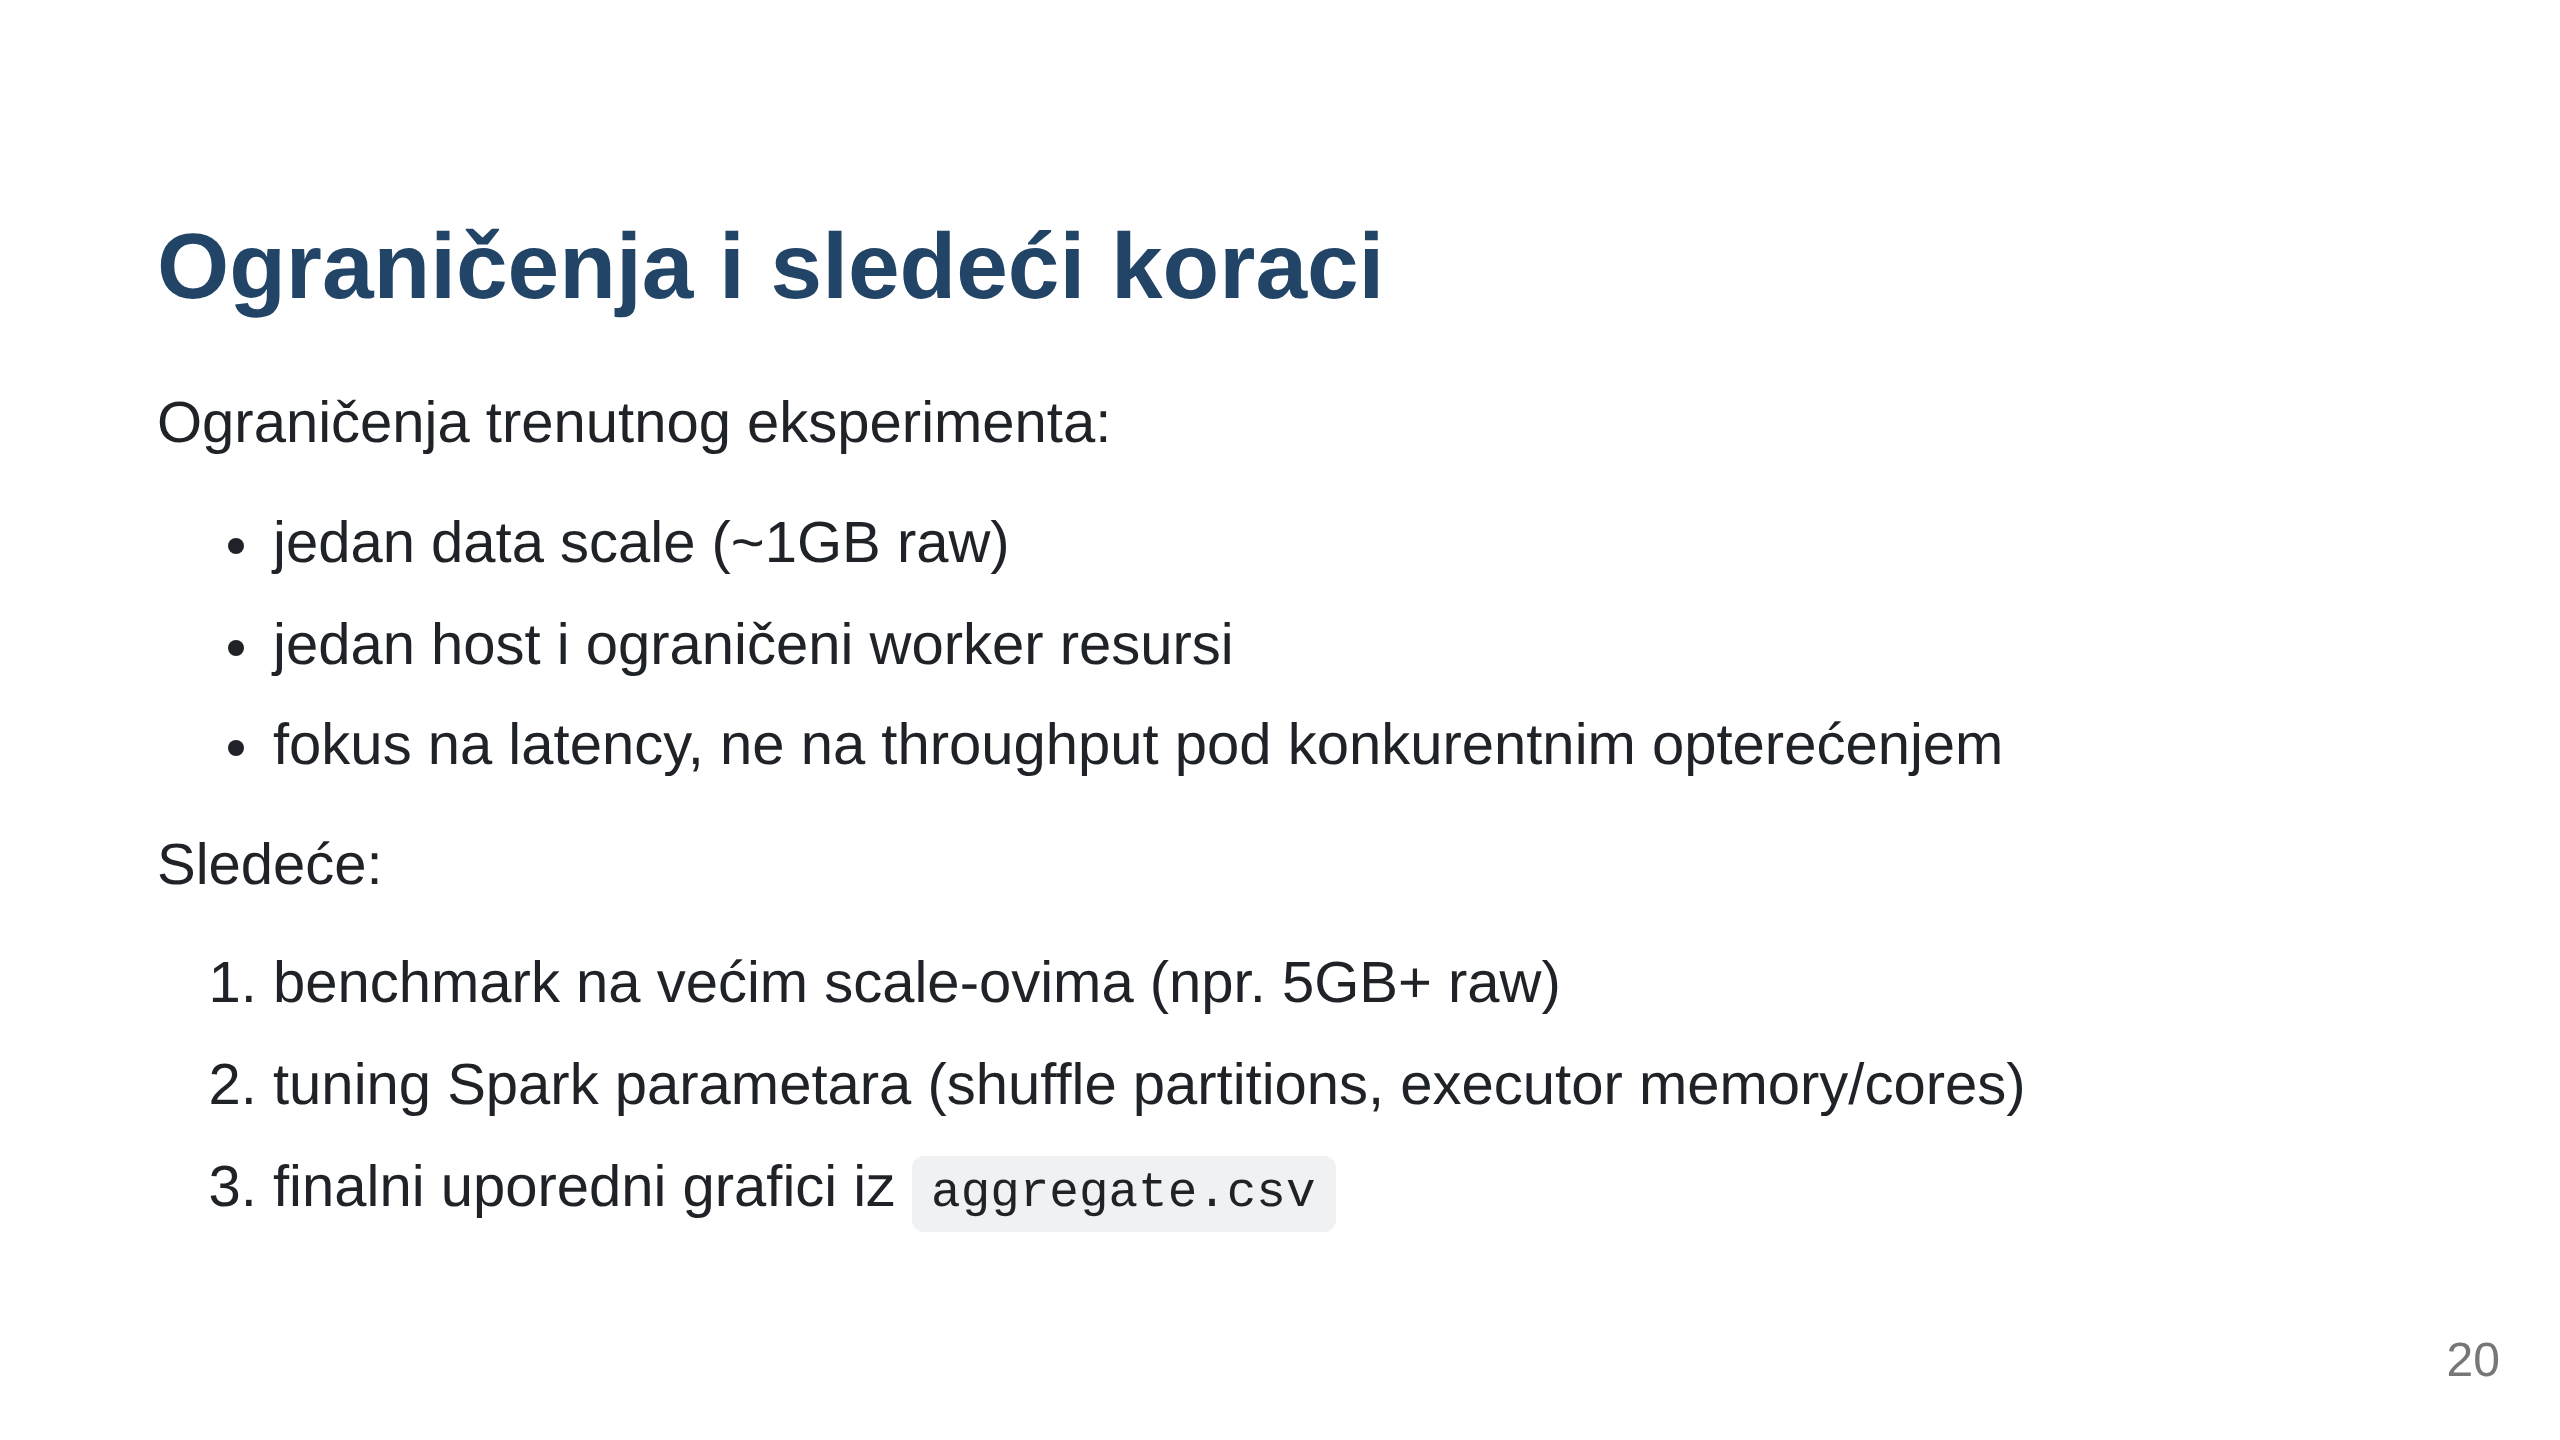 Ograničenja i sledeći koraci
Ograničenja trenutnog eksperimenta:
• jedan data scale (~1GB raw)
• jedan host i ograničeni worker resursi
• fokus na latency, ne na throughput pod konkurentnim opterećenjem
Sledeće:
1. benchmark na većim scale-ovima (npr. 5GB+ raw)
2. tuning Spark parametara (shuffle partitions, executor memory/cores)
3. finalni uporedni grafici iz aggregate.csv
20